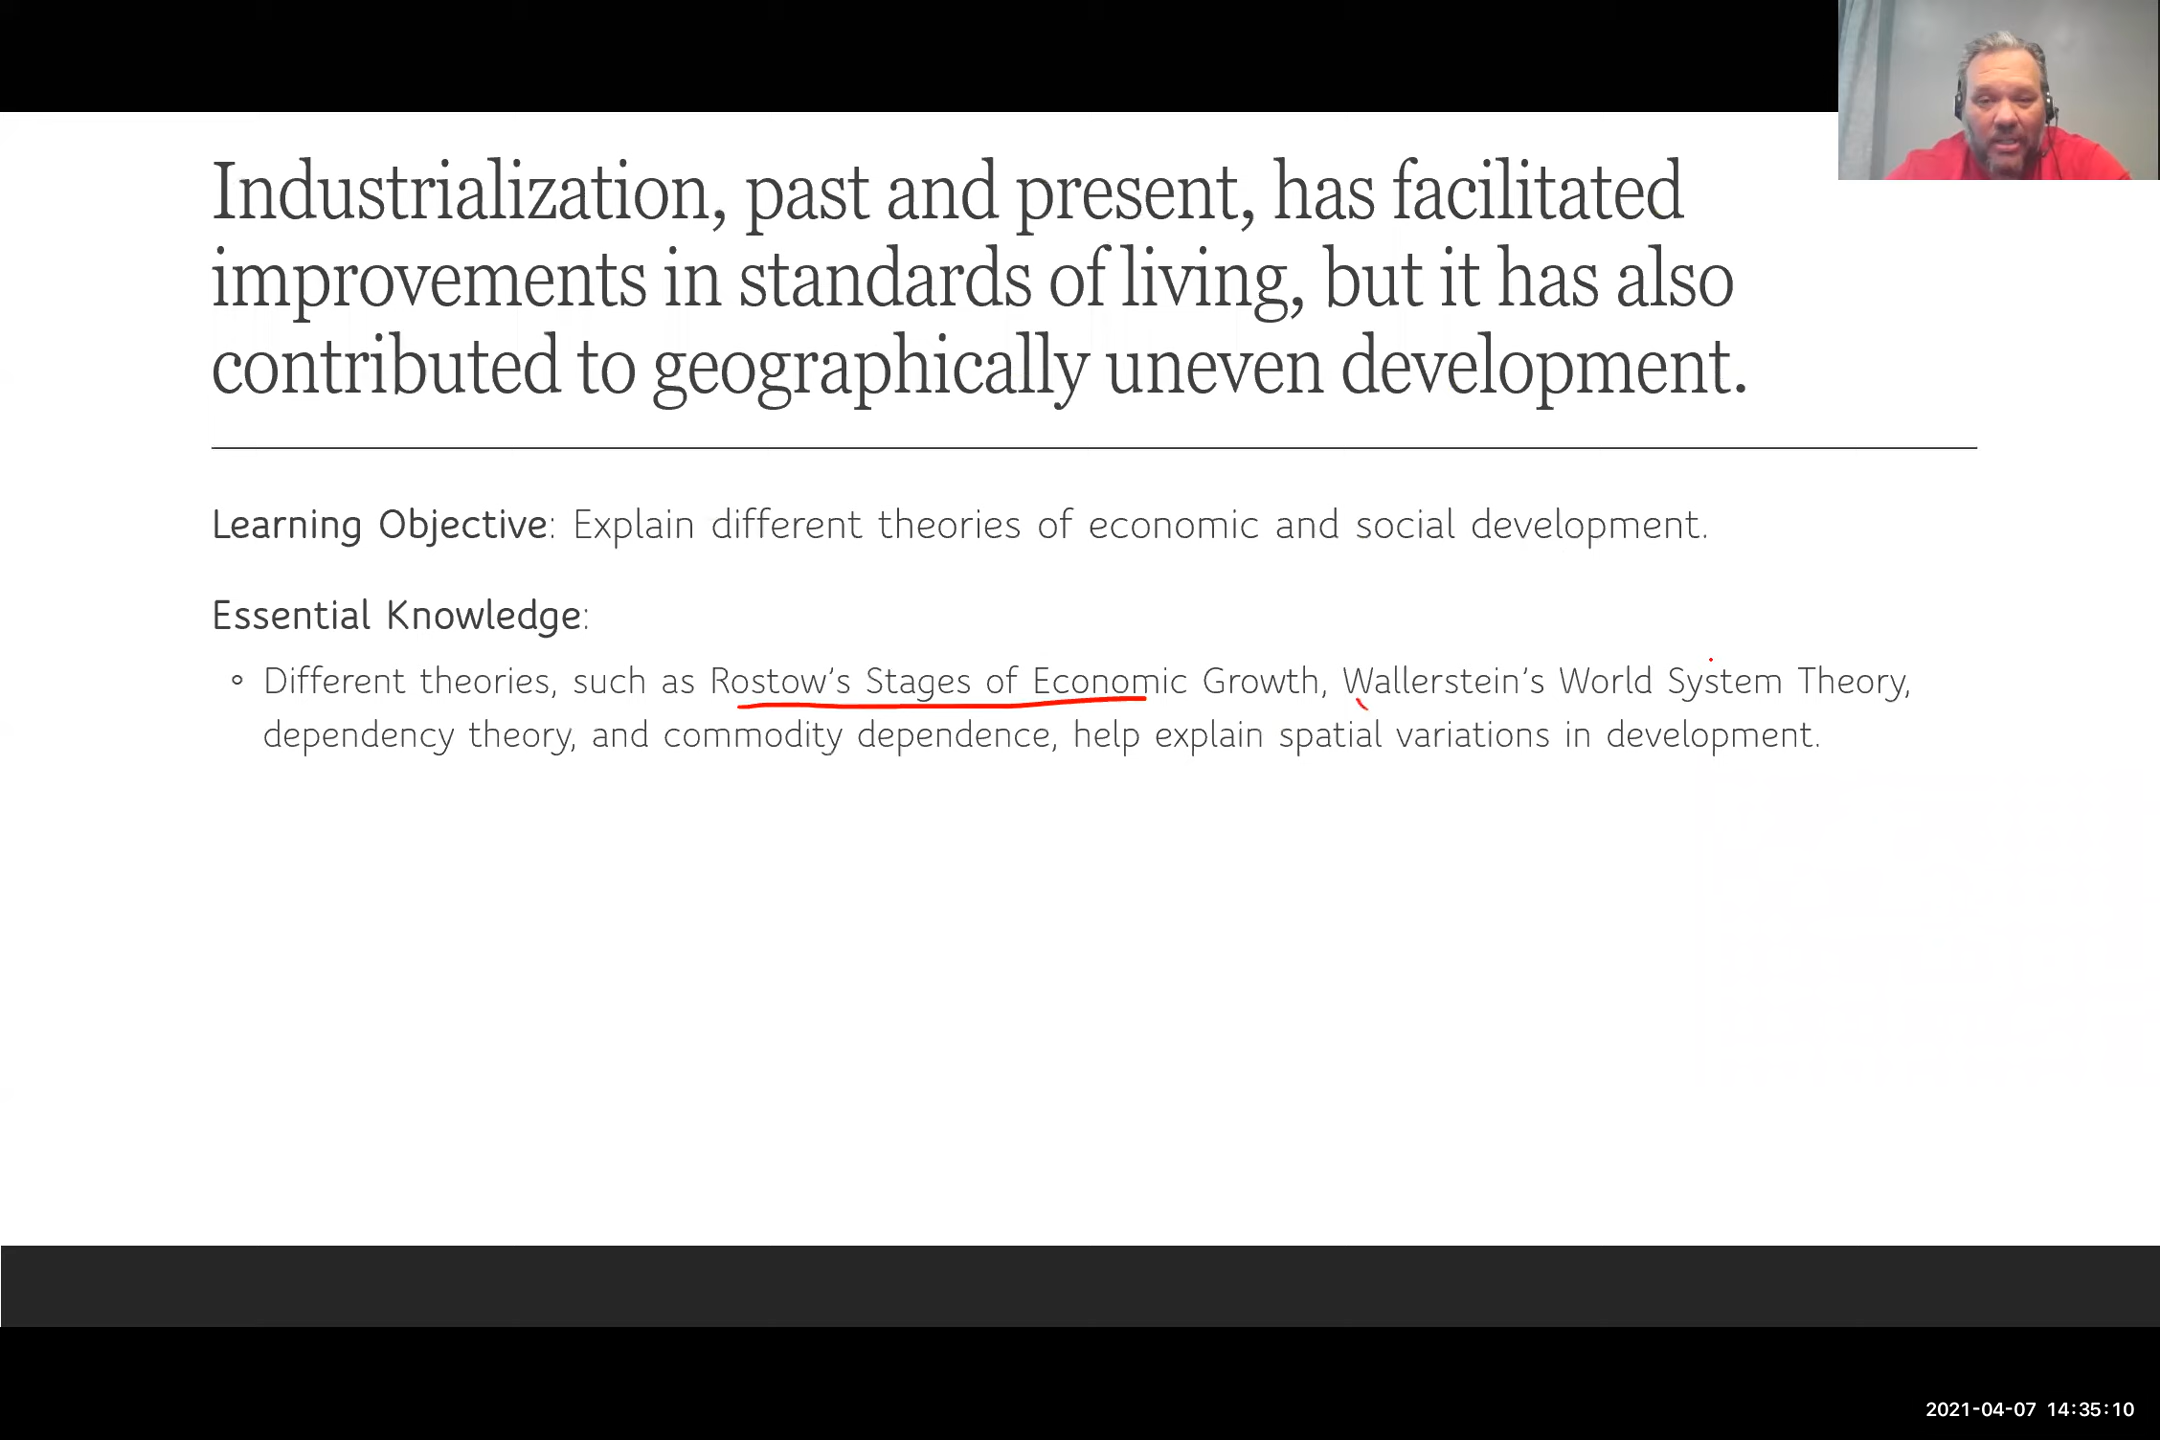 Industrialization, past and present, has facilitated
improvements in standards of living, but it has also
contributed to geographically uneven development.
Learning Objective: Explain different theories of economic and social development.
Essential Knowledge:
◦ Different theories, such as Rostow's Stages of Economic Growth, Wallerstein's World System Theory,
dependency theory, and commodity dependence, help explain spatial variations in development.
2021-04-07 14:35:10